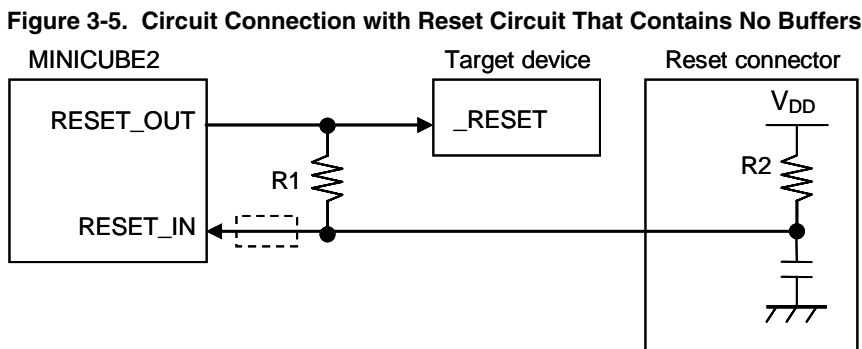 Figure 3-5.  Circuit Connection with Reset Circuit That Contains No Buffers
MINICUBE2
Target device
Reset connector
RESET_OUT
_RESET
VDD
R1
R2
RESET_IN